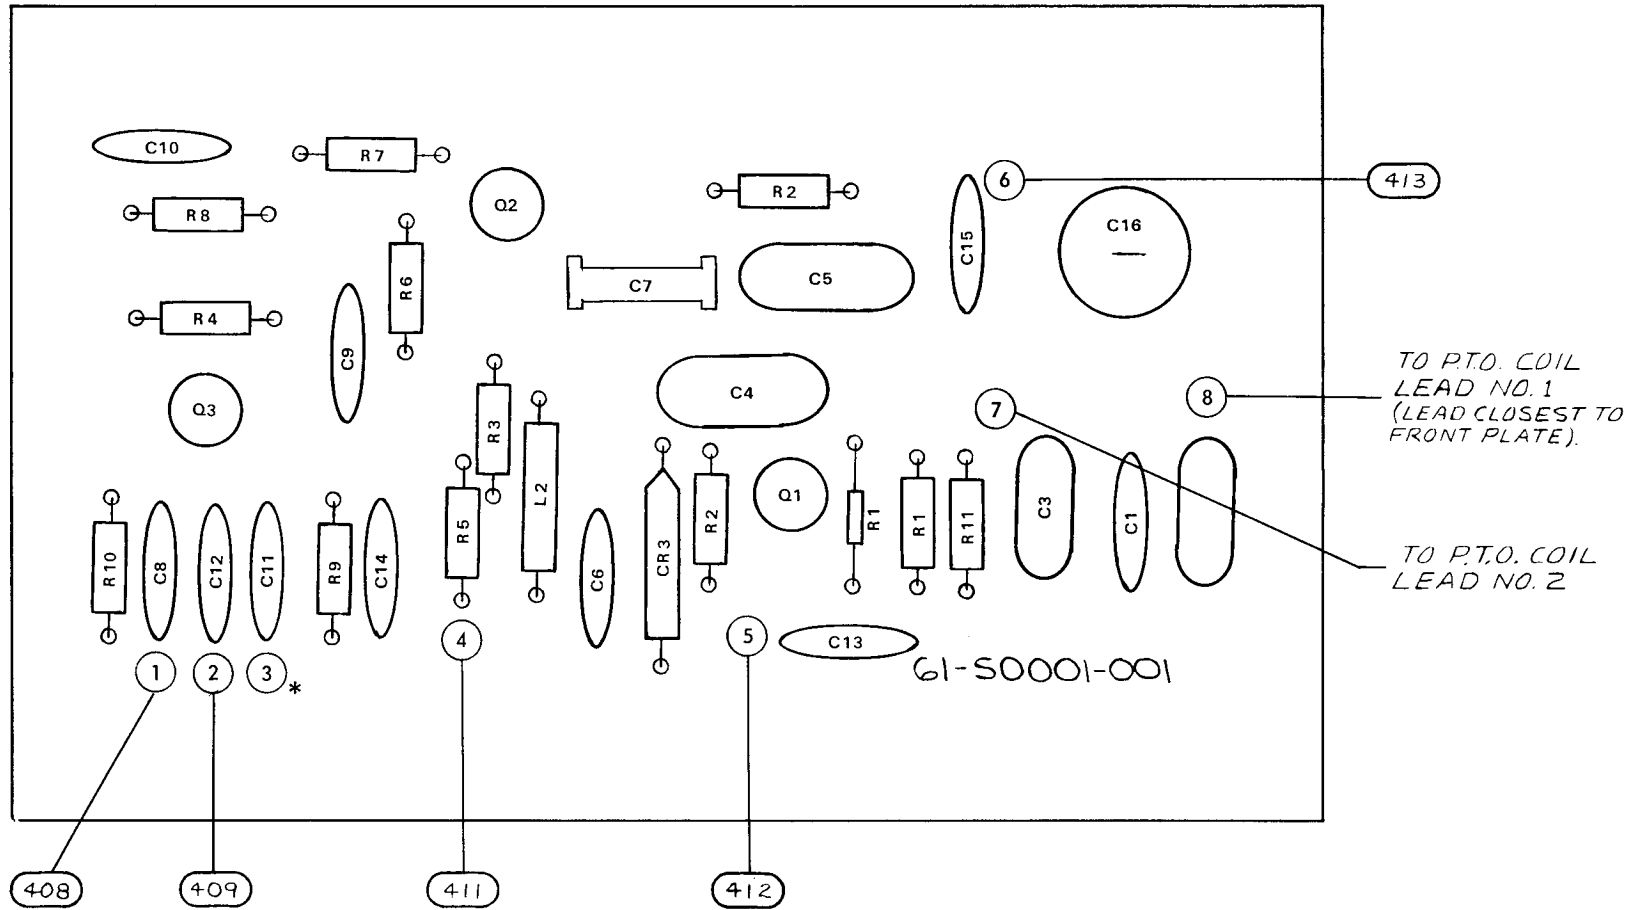 C10
R7
R8
Q2
R2
6
413
C15
C16
R6
C7
C5
R4
C9
Q3
R3
C4
7
8
TO P.T.O. COIL
LEAD NO. 1
(LEAD CLOSEST TO
FRONT PLATE).
R10
C8
C12
C11
R9
C14
R5
L2
C6
CR3
R2
Q1
R1
R1
R11
C3
C1
TO P.T.O. COIL
LEAD NO. 2
1
2
3
*
4
5
C13
61-S0001-001
408
409
411
412